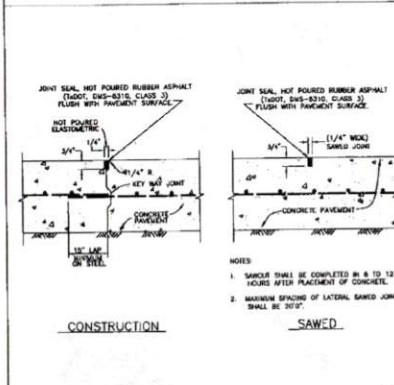 JOINT SEAL, HOT POURED RUBBER ASPHALT
(TxDOT, DMS-6310, CLASS 3)
FLUSH WITH PAVEMENT SURFACE.
HOT POURED
ELASTOMETRIC
1/4"
3/4"
1/4" R
KEY WAY JOINT
CONCRETE
PAVEMENT
15" LAP
MINIMUM
ON STEEL
CONSTRUCTION
JOINT SEAL, HOT POURED RUBBER ASPHALT
(TxDOT, DMS-6310, CLASS 3)
FLUSH WITH PAVEMENT SURFACE.
(1/4" WIDE)
SAWED JOINT
3/4"
CONCRETE PAVEMENT
NOTES:
1. SAWCUT SHALL BE COMPLETED IN 6 TO 12
HOURS AFTER PLACEMENT OF CONCRETE.
2. MAXIMUM SPACING OF LATERAL SAWED
SHALL BE 20'0".
SAWED